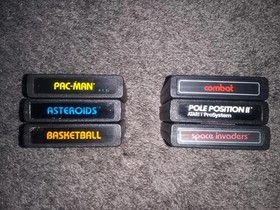 PAC-MAN
ASTEROIDS
BASKETBALL
combat
POLE POSITION II
ATARI ProSystem
space invaders